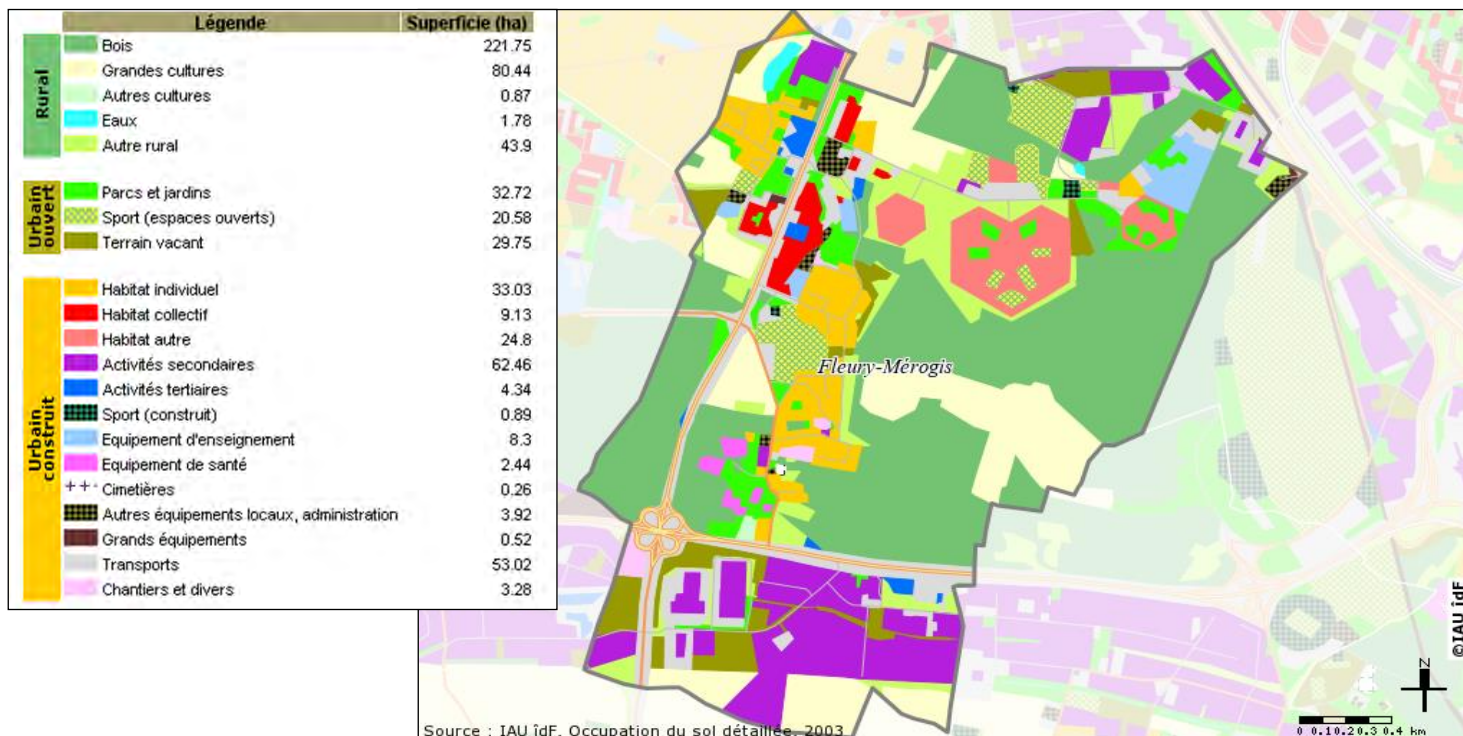 Légende Superficie (ha)
Rural
Bois 221.75
Grandes cultures 80.44
Autres cultures 0.87
Eaux 1.78
Autre rural 43.9
Urbain ouvert
Parcs et jardins 32.72
Sport (espaces ouverts) 20.58
Terrain vacant 29.75
Urbain construit
Habitat individuel 33.03
Habitat collectif 9.13
Habitat autre 24.8
Activités secondaires 62.46
Activités tertiaires 4.34
Sport (construit) 0.89
Equipement d'enseignement 8.3
Equipement de santé 2.44
Cimetières 0.26
Autres équipements locaux, administration 3.92
Grands équipements 0.52
Transports 53.02
Chantiers et divers 3.28
Fleury-Mérogis
©IAU îdF
N
0 0.10.20.3 0.4 km
Source : IAU îdF, Occupation du sol détaillée, 2003